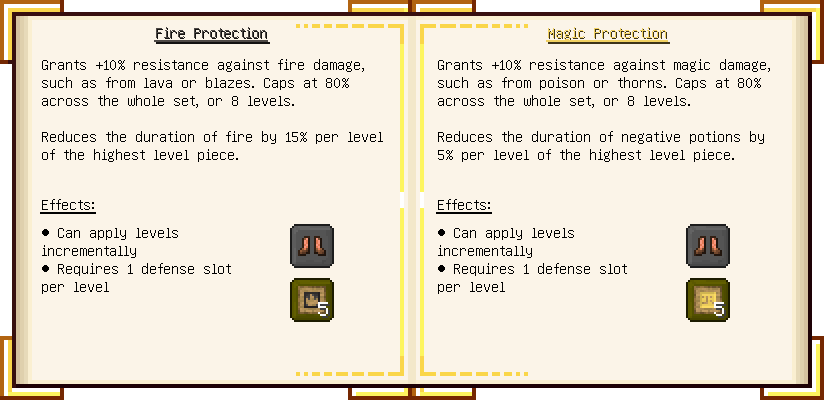 Fire Protection
Grants +10% resistance against fire damage,
such as from lava or blazes. Caps at 80%
across the whole set, or 8 levels.
Reduces the duration of fire by 15% per level
of the highest level piece.
Effects:
• Can apply levels
incrementally
• Requires 1 defense slot
per level
5
Magic Protection
Grants +10% resistance against magic damage,
such as from poison or thorns. Caps at 80%
across the whole set, or 8 levels.
Reduces the duration of negative potions by
5% per level of the highest level piece.
Effects:
• Can apply levels
incrementally
• Requires 1 defense slot
per level
5